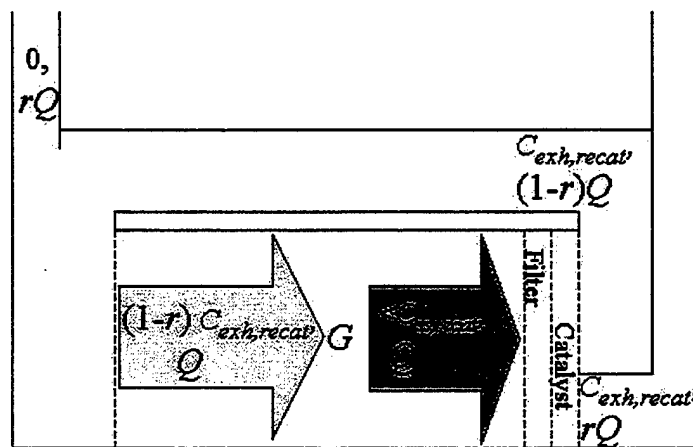 0,
rQ
C_exh,recat,
(1-r)Q
(1-r) C_exh,recat,
Q
G
Filter
Catalyst
C_exh,recat,
rQ